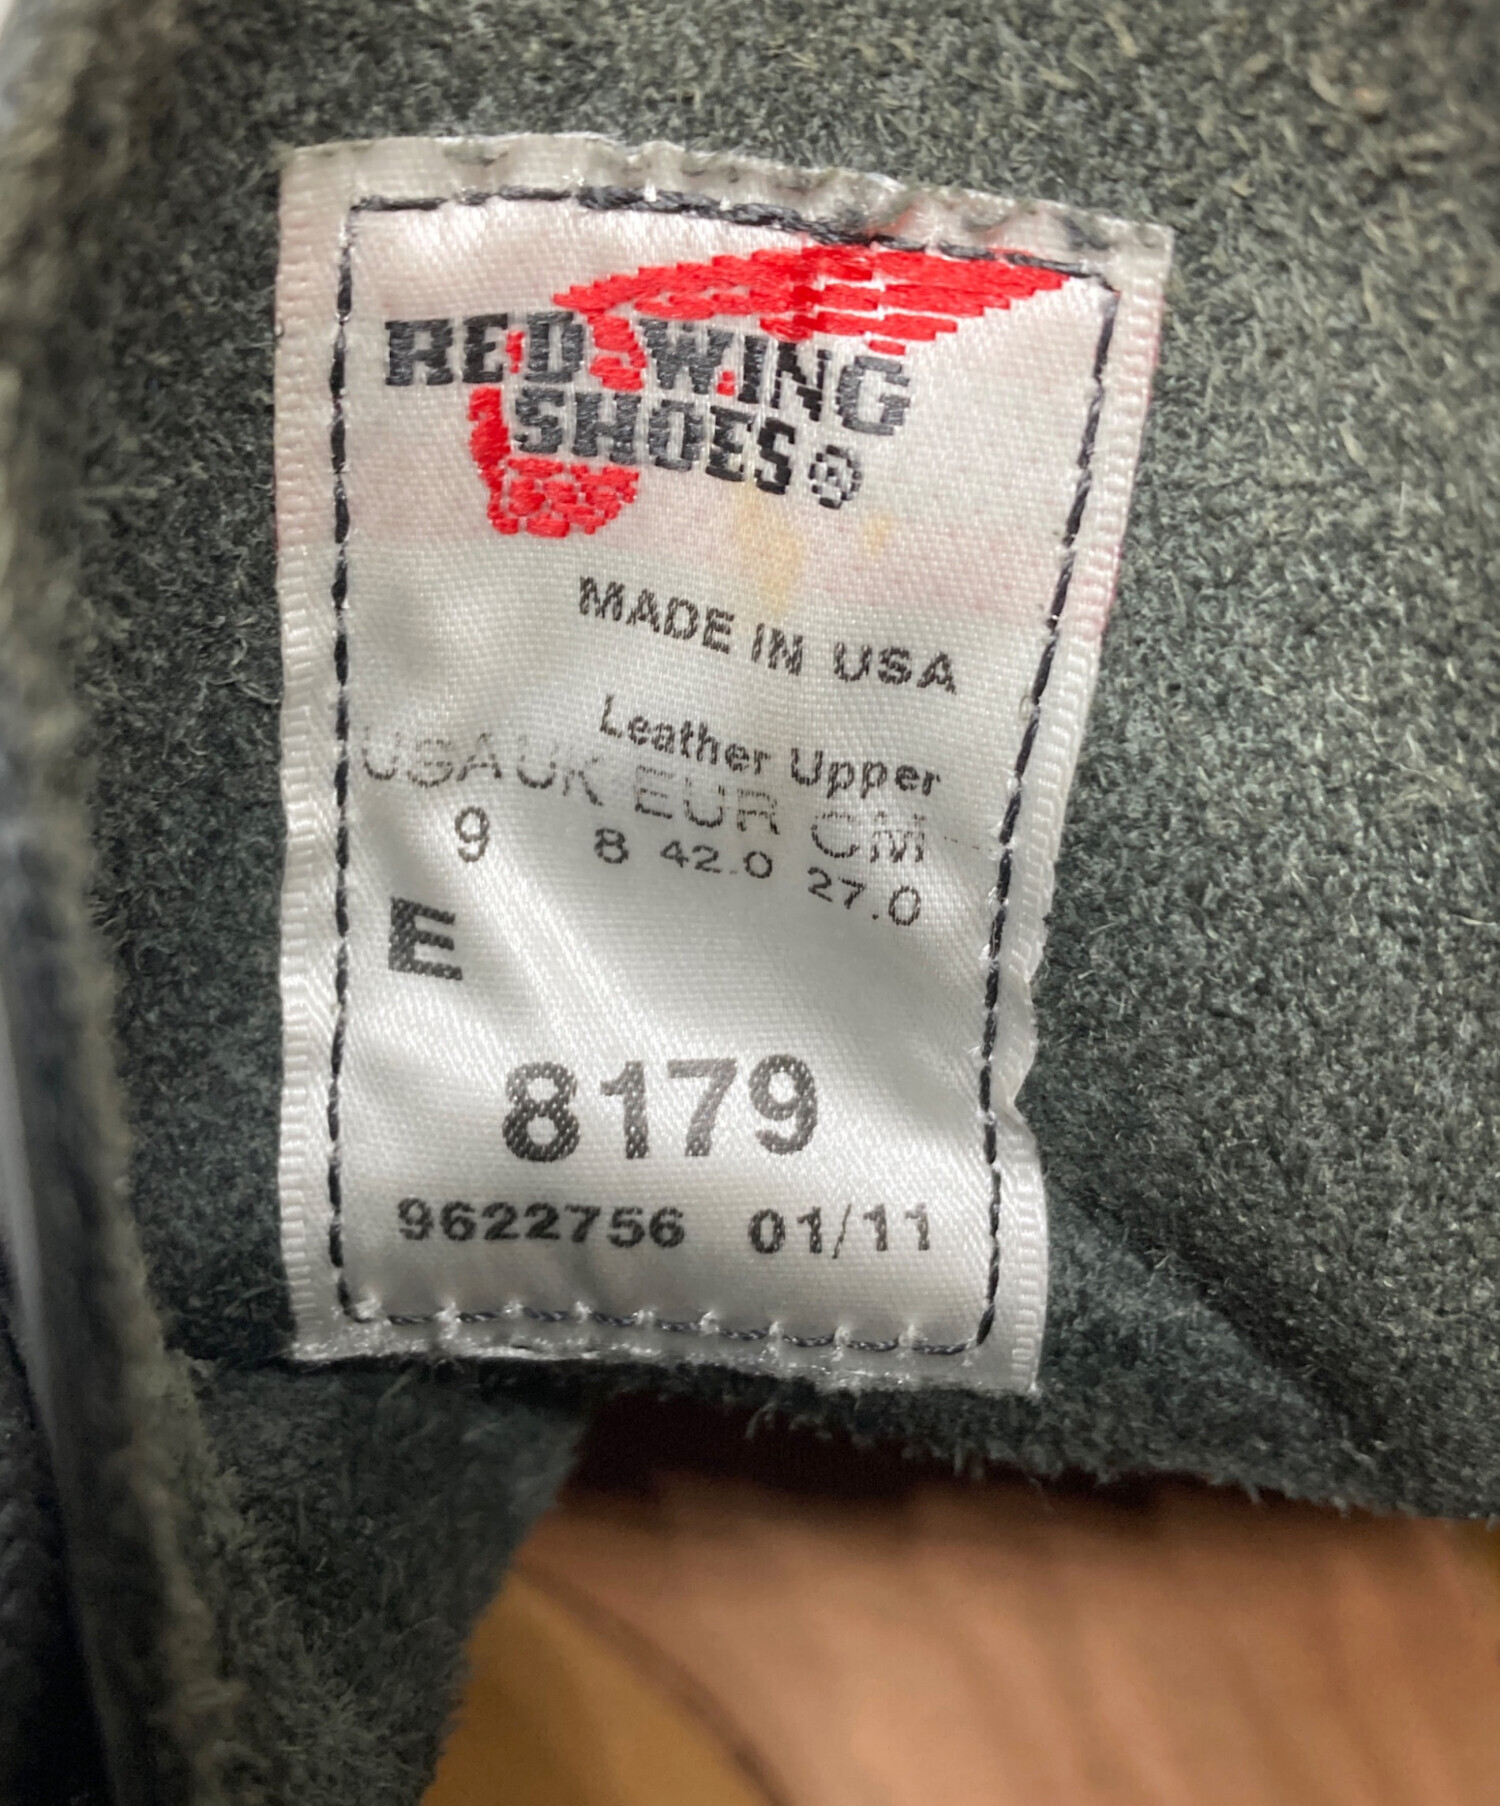 RED WING
SHOES®
MADE IN USA
Leather Upper
USA UK EUR CM
9 8 42.0 27.0
E
8179
9622756 01/11